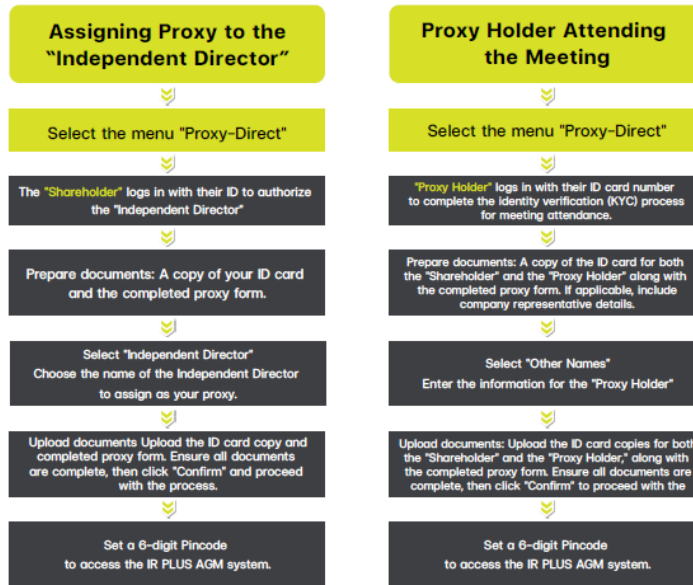 Assigning Proxy to the
“Independent Director”
Select the menu "Proxy-Direct"
The "Shareholder" logs in with their ID to authorize
the "Independent Director"
Prepare documents: A copy of your ID card
and the completed proxy form.
Select "Independent Director"
Choose the name of the Independent Director
to assign as your proxy.
Upload documents Upload the ID card copy and
completed proxy form. Ensure all documents
are complete, then click "Confirm" and proceed
with the process.
Set a 6-digit Pincode
to access the IR PLUS AGM system.
Proxy Holder Attending
the Meeting
Select the menu "Proxy-Direct"
"Proxy Holder" logs in with their ID card number
to complete the identity verification (KYC) process
for meeting attendance.
Prepare documents: A copy of the ID card for both
the "Shareholder" and the "Proxy Holder" along with
the completed proxy form. If applicable, include
company representative details.
Select "Other Names"
Enter the information for the "Proxy Holder"
Upload documents: Upload the ID card copies for both
the "Shareholder" and the "Proxy Holder," along with
the completed proxy form. Ensure all documents are
complete, then click "Confirm" to proceed with the
Set a 6-digit Pincode
to access the IR PLUS AGM system.